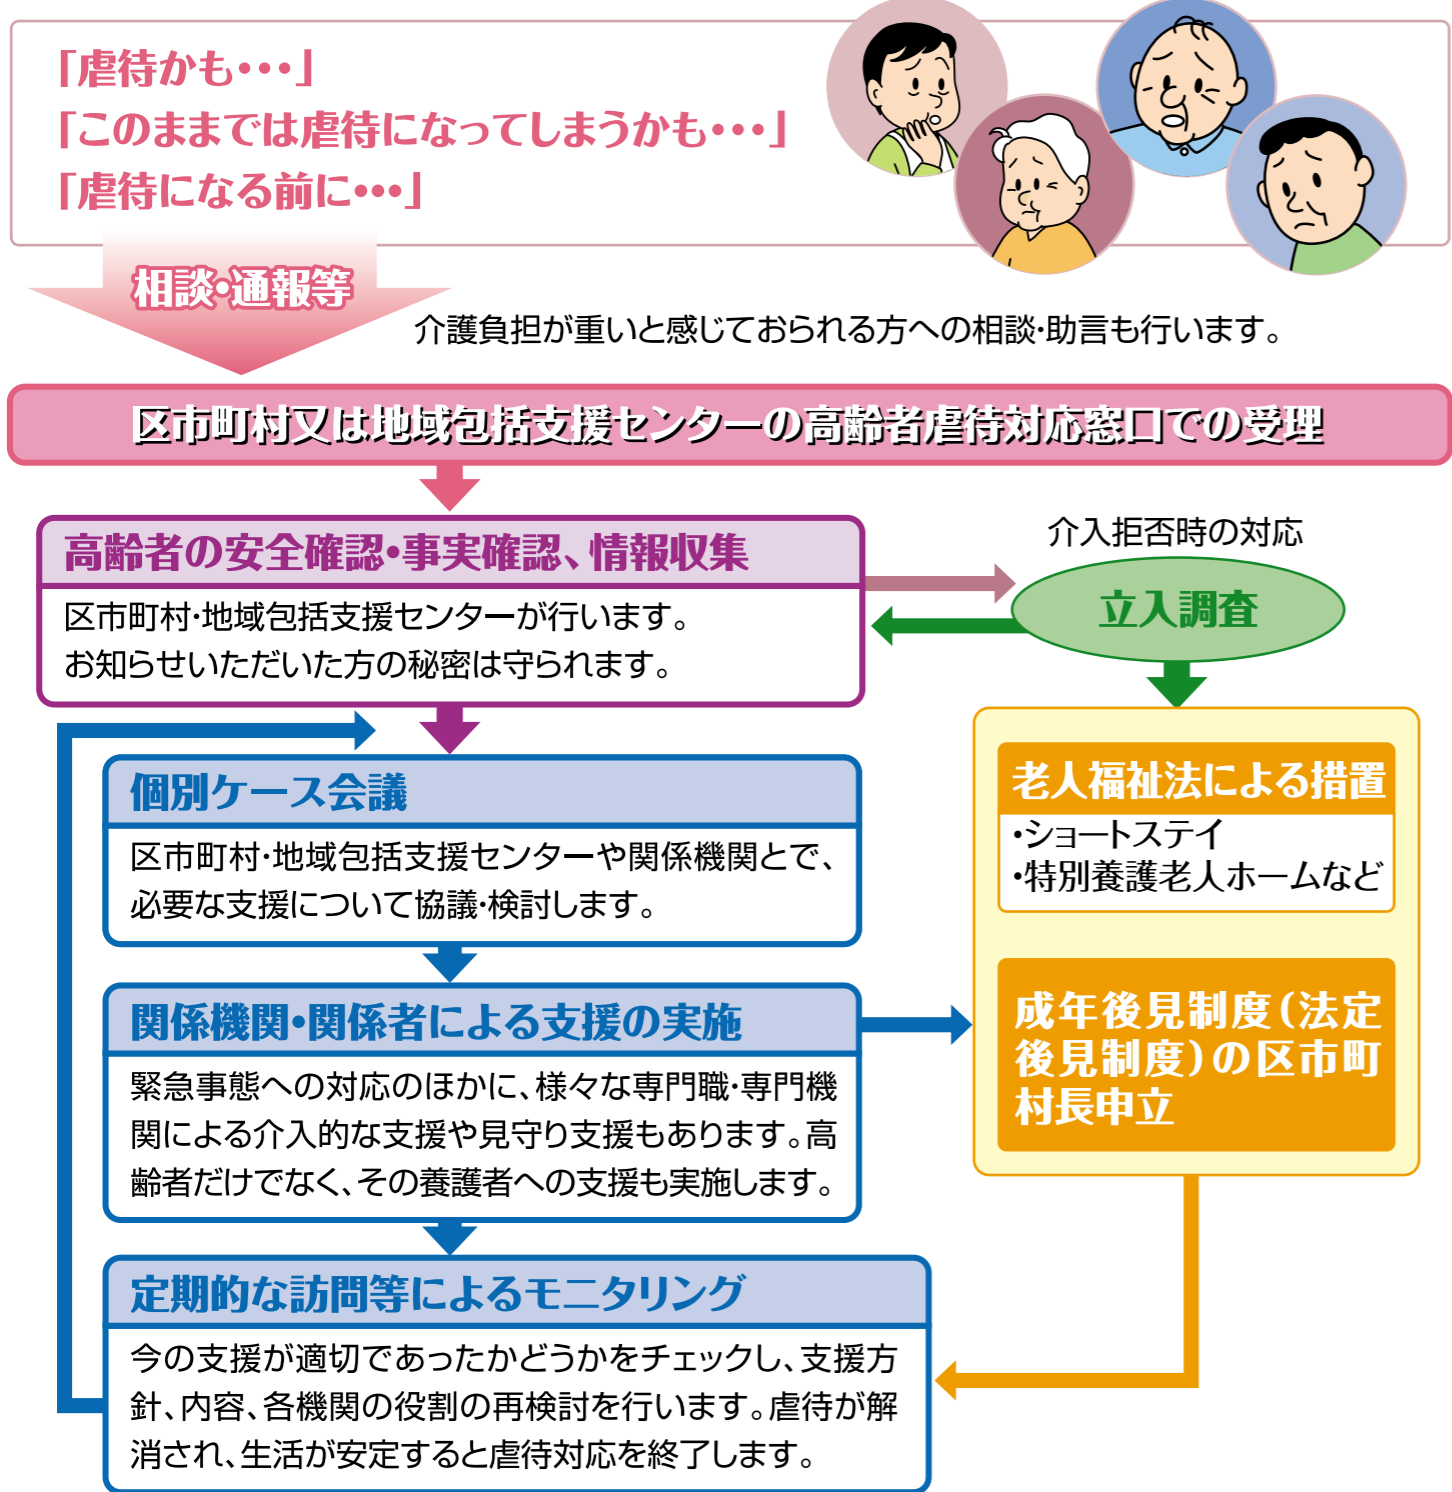 「虐待かも・・・」
「このままでは虐待になってしまうかも・・・」
「虐待になる前に・・・」
相談・通報等
介護負担が重いと感じておられる方への相談・助言も行います。
区市町村又は地域包括支援センターの高齢者虐待対応窓口での受理
高齢者の安全確認・事実確認、情報収集
区市町村・地域包括支援センターが行います。
お知らせいただいた方の秘密は守られます。
介入拒否時の対応
立入調査
個別ケース会議
区市町村・地域包括支援センターや関係機関とで、
必要な支援について協議・検討します。
老人福祉法による措置
・ショートステイ
・特別養護老人ホームなど
関係機関・関係者による支援の実施
緊急事態への対応のほかに、様々な専門職・専門機
関による介入的な支援や見守り支援もあります。高
齢者だけでなく、その養護者への支援も実施します。
成年後見制度(法定
後見制度)の区市町
村長申立
定期的な訪問等によるモニタリング
今の支援が適切であったかどうかをチェックし、支援方
針、内容、各機関の役割の再検討を行います。虐待が解
消され、生活が安定すると虐待対応を終了します。